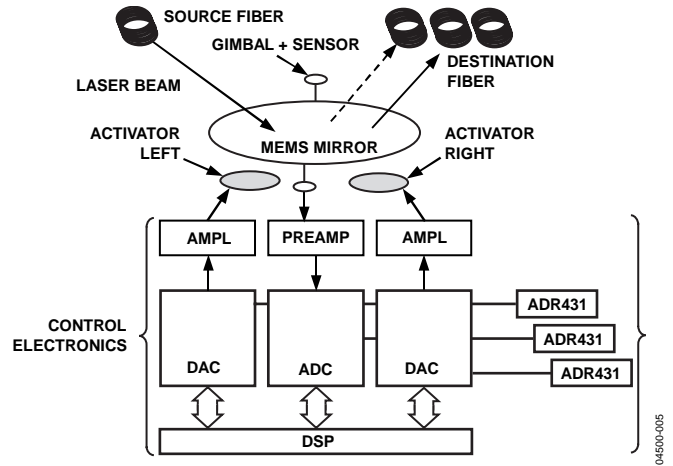 SOURCE FIBER
GIMBAL + SENSOR
DESTINATION
FIBER
LASER BEAM
ACTIVATOR
LEFT
MEMS MIRROR
ACTIVATOR
RIGHT
AMPL
PREAMP
AMPL
CONTROL
ELECTRONICS
DAC
ADC
DAC
ADR431
ADR431
ADR431
DSP
04500-005